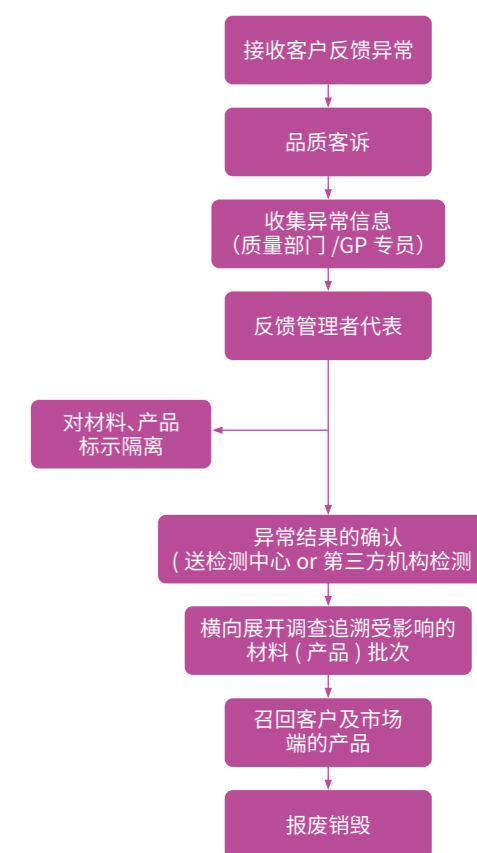 接收客户反馈异常
品质客诉
收集异常信息
（质量部门 /GP 专员）
反馈管理者代表
对材料、产品
标示隔离
异常结果的确认
( 送检测中心 or 第三方机构检测
横向展开调查追溯受影响的
材料 ( 产品 ) 批次
召回客户及市场
端的产品
报废销毁